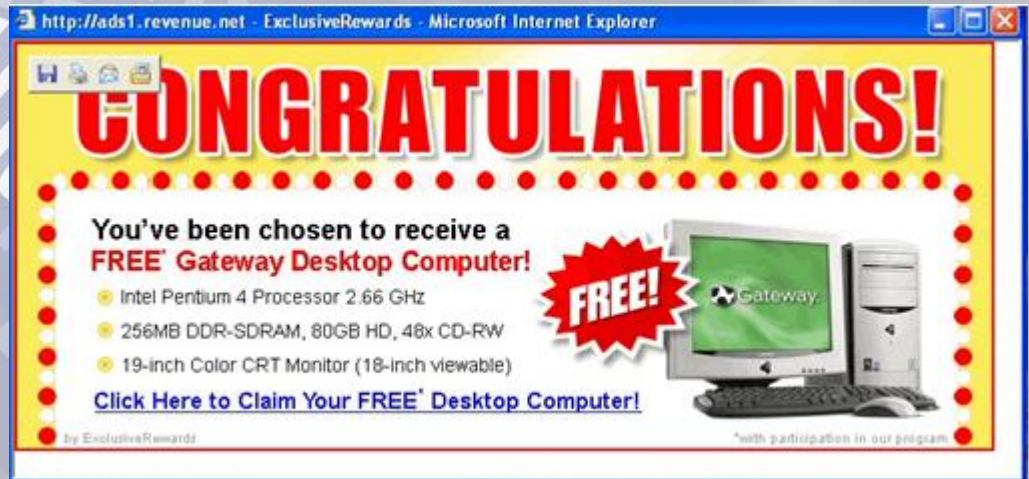 http://ads1.revenue.net - ExclusiveRewards - Microsoft Internet Explorer
CONGRATULATIONS!
You've been chosen to receive a
FREE* Gateway Desktop Computer!
Intel Pentium 4 Processor 2.66 GHz
256MB DDR-SDRAM, 80GB HD, 48x CD-RW
19-inch Color CRT Monitor (18-inch viewable)
Click Here to Claim Your FREE* Desktop Computer!
FREE!
Gateway.
by ExclusiveRewards
*with participation in our program